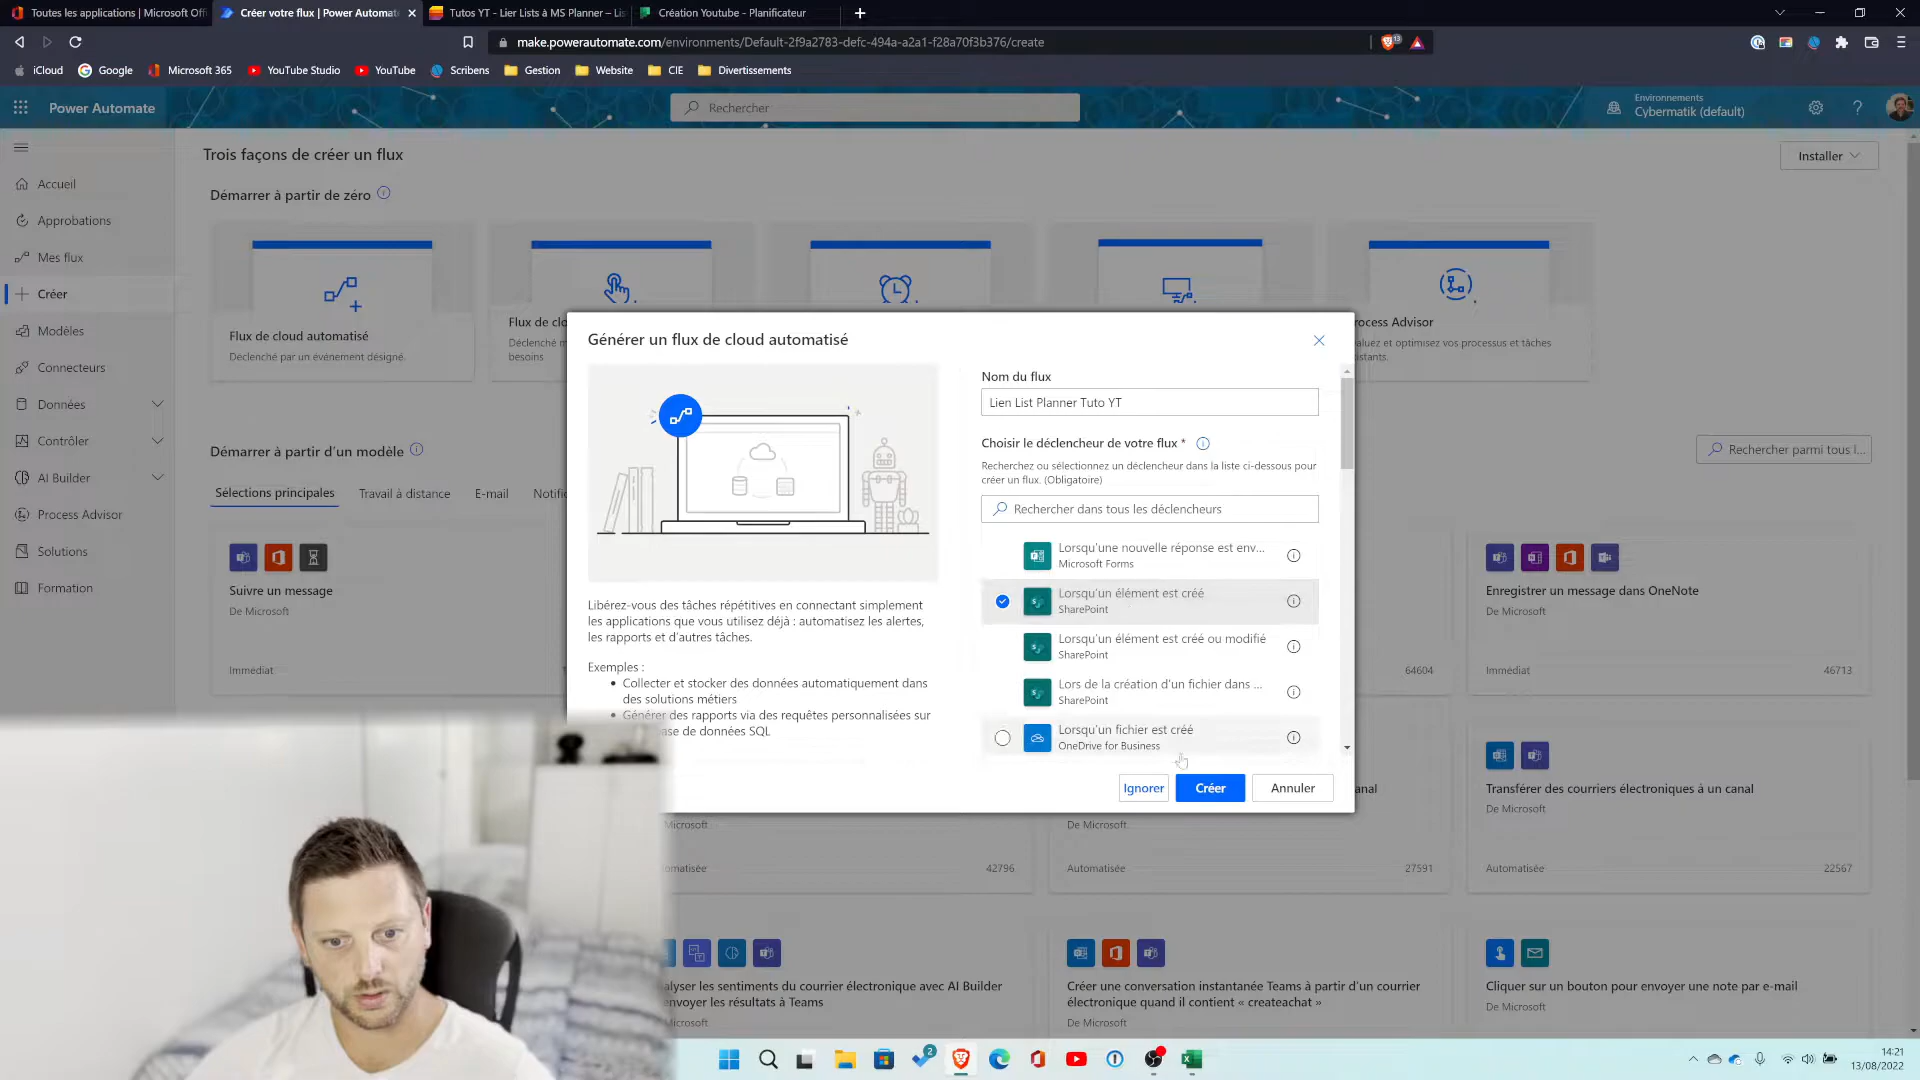 Toutes les applications | Microsoft Offi
Créer votre flux | Power Automate
Tutos YT - Lier Lists à MS Planner – Lis
Création Youtube - Planificateur
make.powerautomate.com/environments/Default-2f9a2783-defc-494a-a2a1-f28a70f3b376/create
iCloud
Google
Microsoft 365
YouTube Studio
YouTube
Scribens
Gestion
Website
CIE
Divertissements
Power Automate
Rechercher
Environnements
Cybermatik (default)
Trois façons de créer un flux
Installer
Démarrer à partir de zéro
Accueil
Approbations
Mes flux
Créer
Modèles
Connecteurs
Données
Contrôler
AI Builder
Process Advisor
Solutions
Formation
Flux de cloud automatisé
Déclenché par un événement désigné.
Flux de clo
Déclenché
besoins
rocess Advisor
aluez et optimisez vos processus et tâches
istants.
Démarrer à partir d'un modèle
Rechercher parmi tous l...
Sélections principales
Travail à distance
E-mail
Notifi
Suivre un message
De Microsoft
Immédiat
64604
Enregistrer un message dans OneNote
De Microsoft
Immédiat
46713
Générer un flux de cloud automatisé
Libérez-vous des tâches répétitives en connectant simplement
les applications que vous utilisez déjà : automatisez les alertes,
les rapports et d'autres tâches.
Exemples :
• Collecter et stocker des données automatiquement dans
des solutions métiers
• Générer des rapports via des requêtes personnalisées sur
ase de données SQL
Nom du flux
Lien List Planner Tuto YT
Choisir le déclencheur de votre flux *
Recherchez ou sélectionnez un déclencheur dans la liste ci-dessous pour
créer un flux. (Obligatoire)
Rechercher dans tous les déclencheurs
Lorsqu'une nouvelle réponse est env...
Microsoft Forms
Lorsqu'un élément est créé
SharePoint
Lorsqu'un élément est créé ou modifié
SharePoint
Lors de la création d'un fichier dans ...
SharePoint
Lorsqu'un fichier est créé
OneDrive for Business
Ignorer
Créer
Annuler
Microsoft
tomatisée
42796
anal
De Microsoft
Automatisée
27591
Transférer des courriers électroniques à un canal
De Microsoft
Automatisée
22567
alyser les sentiments du courrier électronique avec AI Builder
envoyer les résultats à Teams
Microsoft
Créer une conversation instantanée Teams à partir d'un courrier
électronique quand il contient « createachat »
De Microsoft
Cliquer sur un bouton pour envoyer une note par e-mail
De Microsoft
2
14:21
13/08/2022